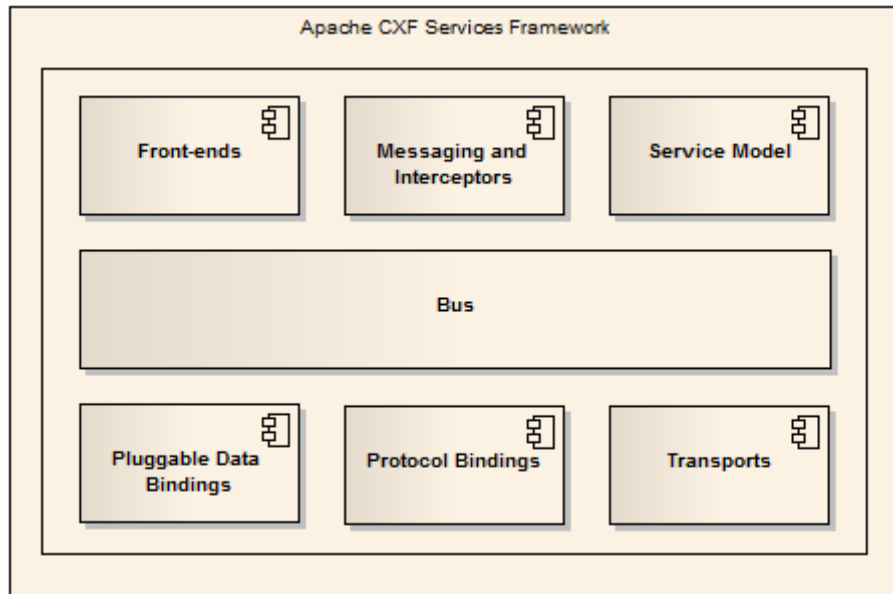 Apache CXF Services Framework
Front-ends
Messaging and
Interceptors
Service Model
Bus
Pluggable Data
Bindings
Protocol Bindings
Transports